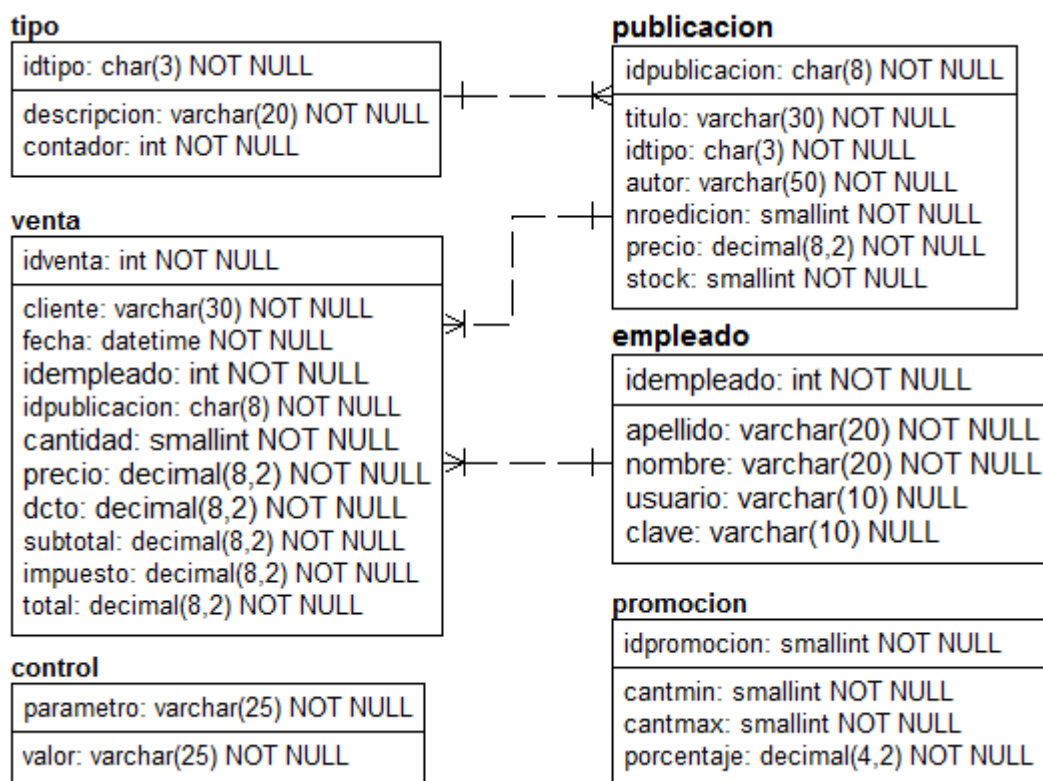 tipo
idtipo: char(3) NOT NULL
descripcion: varchar(20) NOT NULL
contador: int NOT NULL
publicacion
idpublicacion: char(8) NOT NULL
titulo: varchar(30) NOT NULL
idtipo: char(3) NOT NULL
autor: varchar(50) NOT NULL
nroedicion: smallint NOT NULL
precio: decimal(8,2) NOT NULL
stock: smallint NOT NULL
venta
idventa: int NOT NULL
cliente: varchar(30) NOT NULL
fecha: datetime NOT NULL
idempleado: int NOT NULL
idpublicacion: char(8) NOT NULL
cantidad: smallint NOT NULL
precio: decimal(8,2) NOT NULL
dcto: decimal(8,2) NOT NULL
subtotal: decimal(8,2) NOT NULL
impuesto: decimal(8,2) NOT NULL
total: decimal(8,2) NOT NULL
empleado
idempleado: int NOT NULL
apellido: varchar(20) NOT NULL
nombre: varchar(20) NOT NULL
usuario: varchar(10) NULL
clave: varchar(10) NULL
control
parametro: varchar(25) NOT NULL
valor: varchar(25) NOT NULL
promocion
idpromocion: smallint NOT NULL
cantmin: smallint NOT NULL
cantmax: smallint NOT NULL
porcentaje: decimal(4,2) NOT NULL